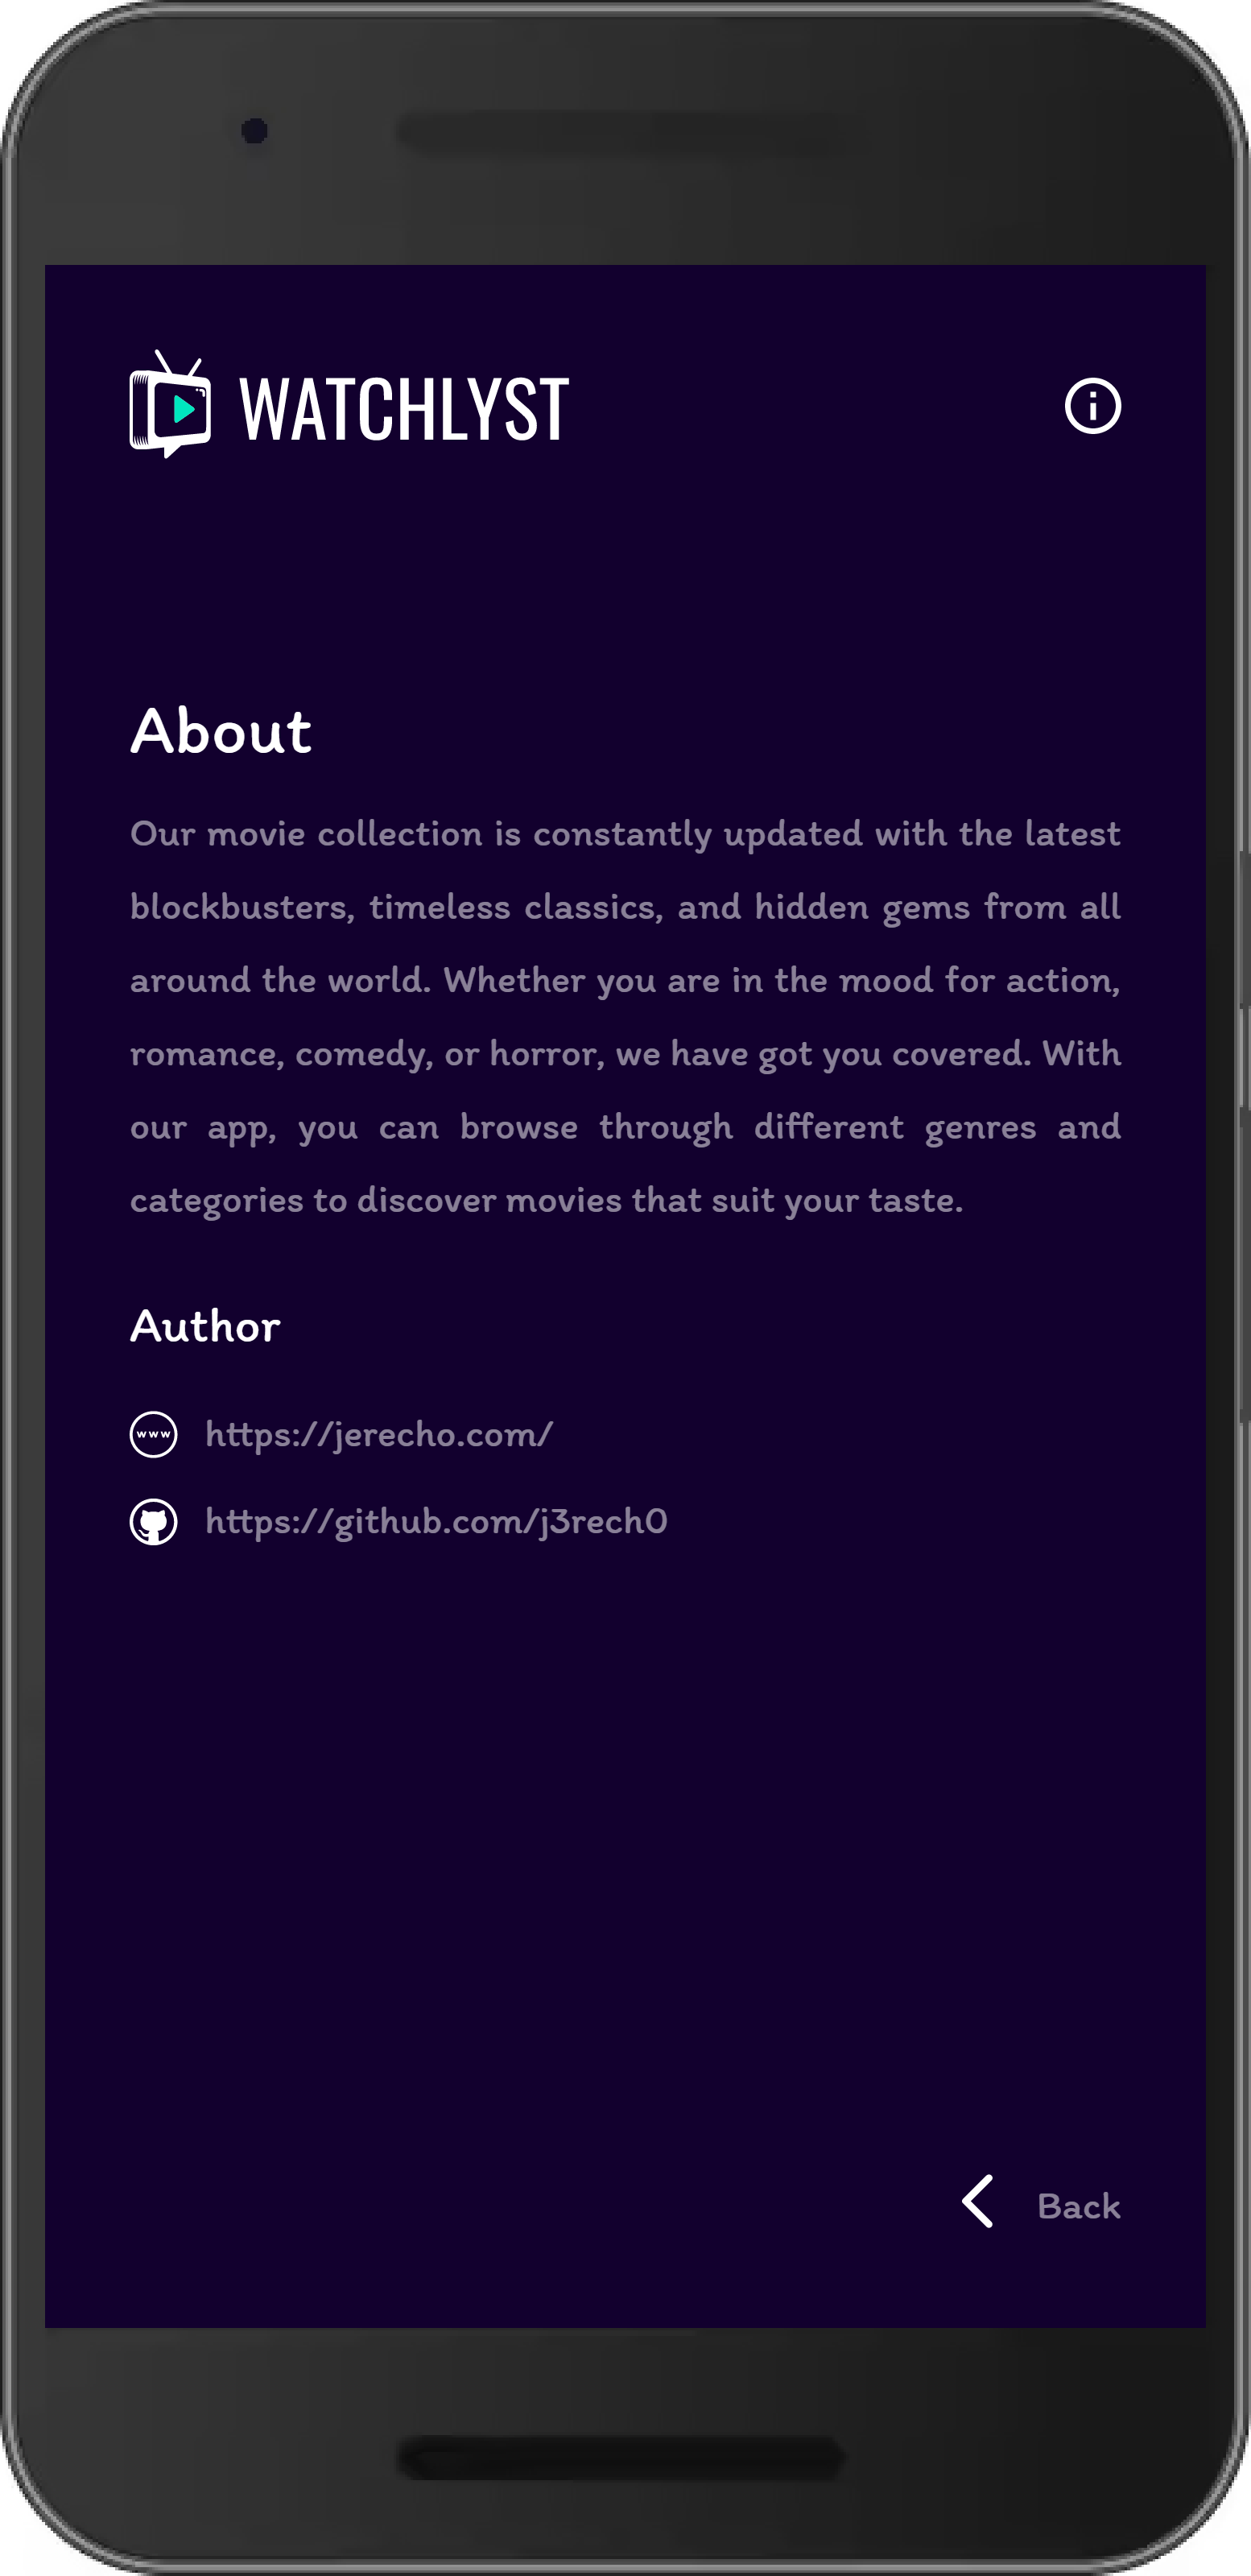 WATCHLYST
About
Our movie collection is constantly updated with the latest
blockbusters, timeless classics, and hidden gems from all
around the world. Whether you are in the mood for action,
romance, comedy, or horror, we have got you covered. With
our app, you can browse through different genres and
categories to discover movies that suit your taste.
Author
www https://jerecho.com/
https://github.com/j3rech0
Back